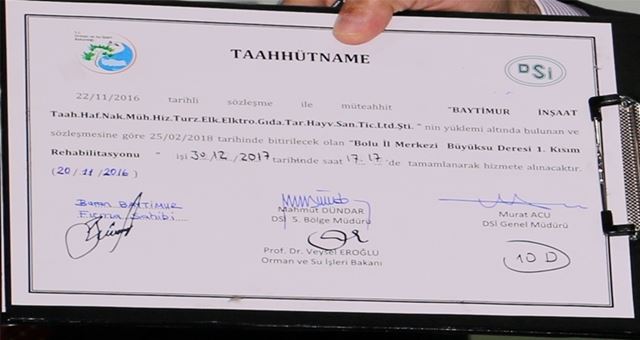 TAAHHÜTNAME
DSİ
22/11/2016 tarihli sözleşme ile müteahhit "BAYTİMUR İNŞAAT
Taah.Haf.Nak.Müh.Hiz.Turz.Elk.Elktro.Gıda.Tar.Hayv.San.Tic.Ltd.Şti. " nin yüklemi altında bulunan ve
sözleşmesine göre 25/02/2018 tarihinde bitirilecek olan "Bolu İl Merkezi Büyüksu Deresi 1. Kısım
Rehabilitasyonu " işi 30/12/2017 tarihinde saat 17.17'de tamamlanarak hizmete alınacaktır.
(20/11/2016)
BAYTİMUR
Sahibi
Mahmut DÜNDAR
DSİ 5. Bölge Müdürü
Murat ACU
DSİ Genel Müdürü
Prof. Dr. Veysel EROĞLU
Orman ve Su İşleri Bakanı
10 D